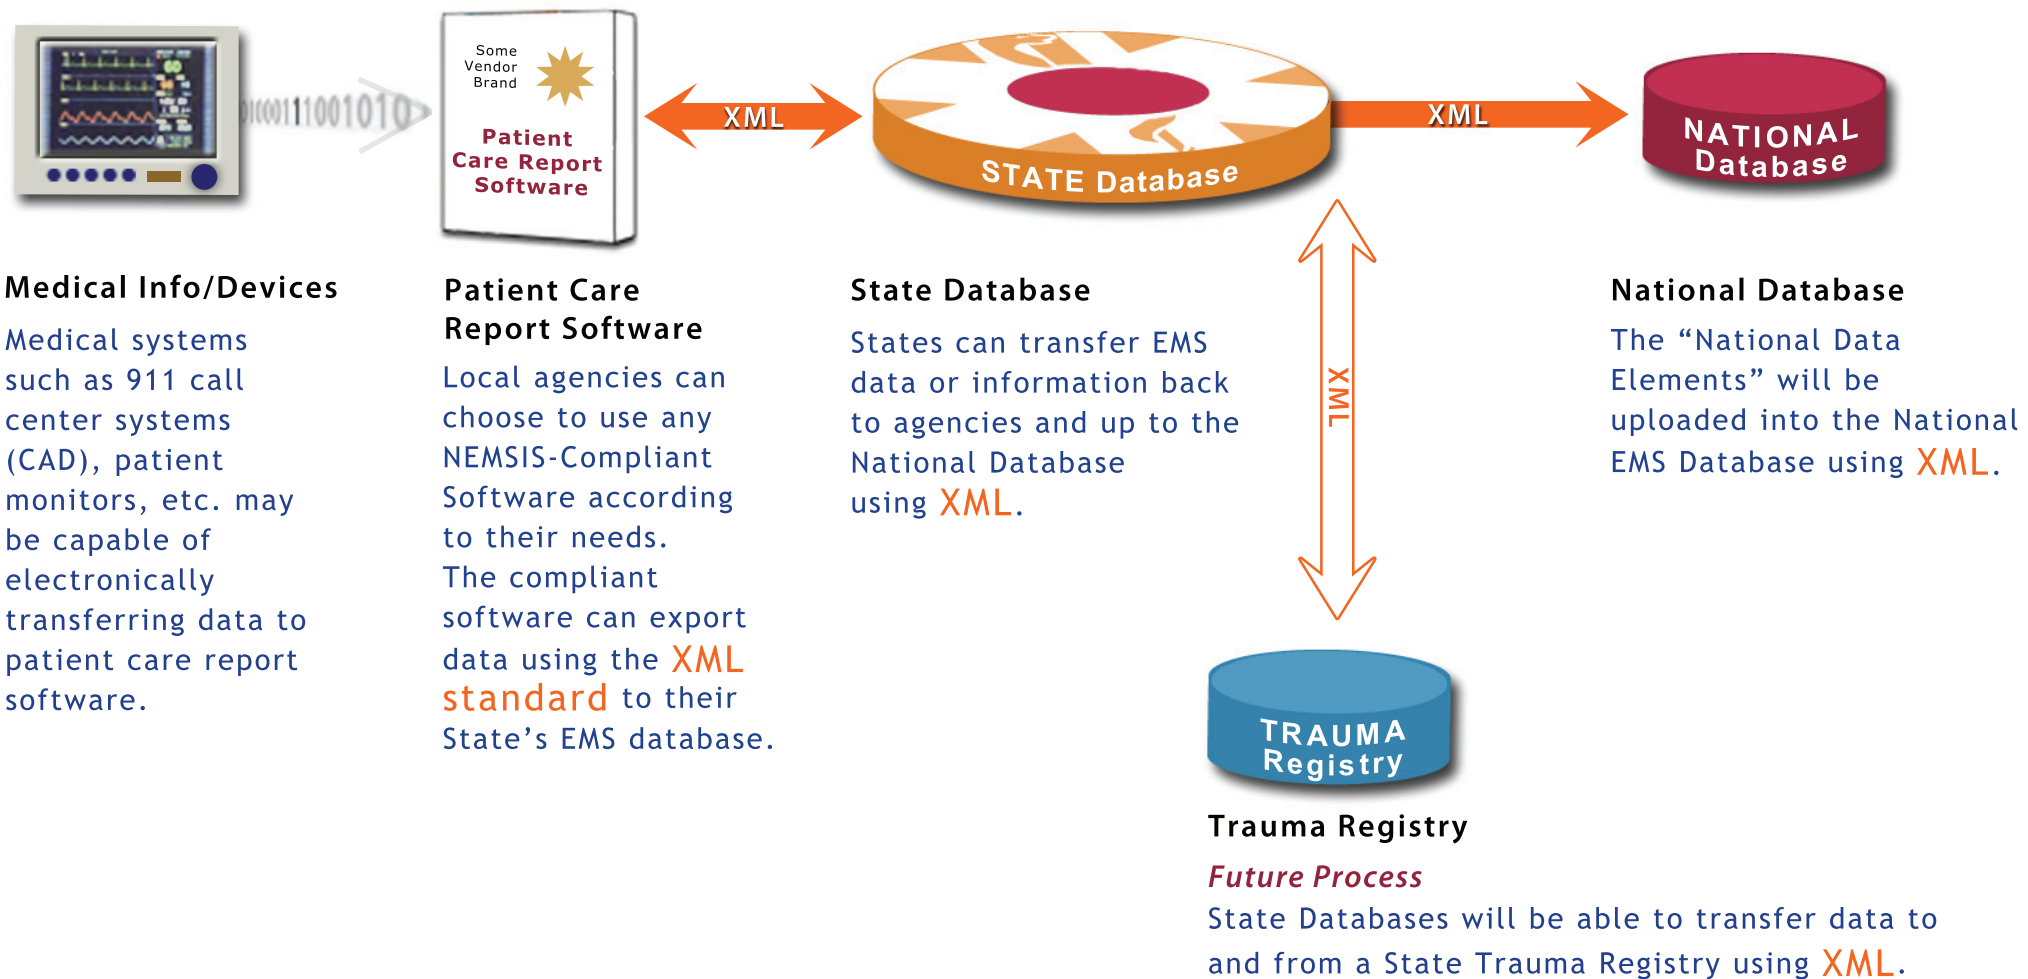 Some
Vendor
Brand
Patient
Care Report
Software
XML
STATE Database
XML
NATIONAL
Database
Medical Info/Devices
Medical systems
such as 911 call
center systems
(CAD), patient
monitors, etc. may
be capable of
electronically
transferring data to
patient care report
software.
Patient Care
Report Software
Local agencies can
choose to use any
NEMSIS-Compliant
Software according
to their needs.
The compliant
software can export
data using the XML
standard to their
State’s EMS database.
State Database
States can transfer EMS
data or information back
to agencies and up to the
National Database
using XML.
XML
National Database
The “National Data
Elements” will be
uploaded into the National
EMS Database using XML.
TRAUMA
Registry
Trauma Registry
Future Process
State Databases will be able to transfer data to
and from a State Trauma Registry using XML.